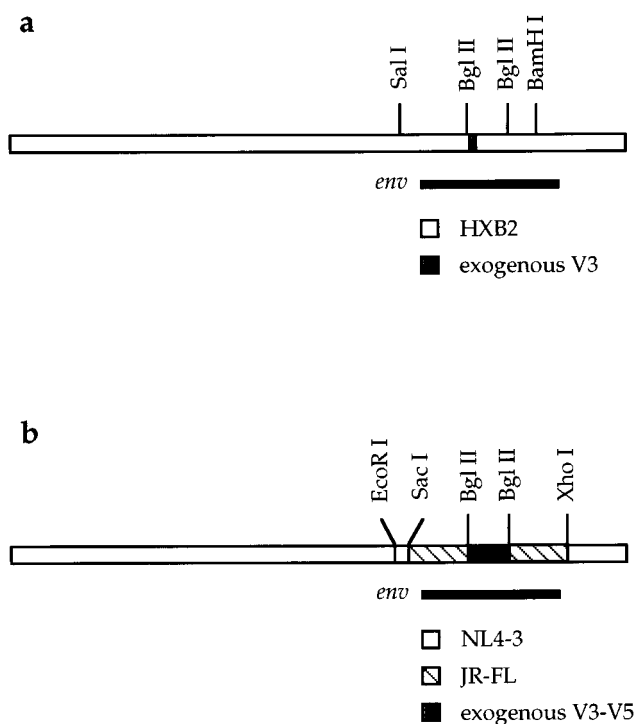 a
Sal I
Bgl II
Bgl II
BamH I
env
HXB2
exogenous V3
b
EcoR I
Sac I
Bgl II
Bgl II
Xho I
env
NL4-3
JR-FL
exogenous V3-V5